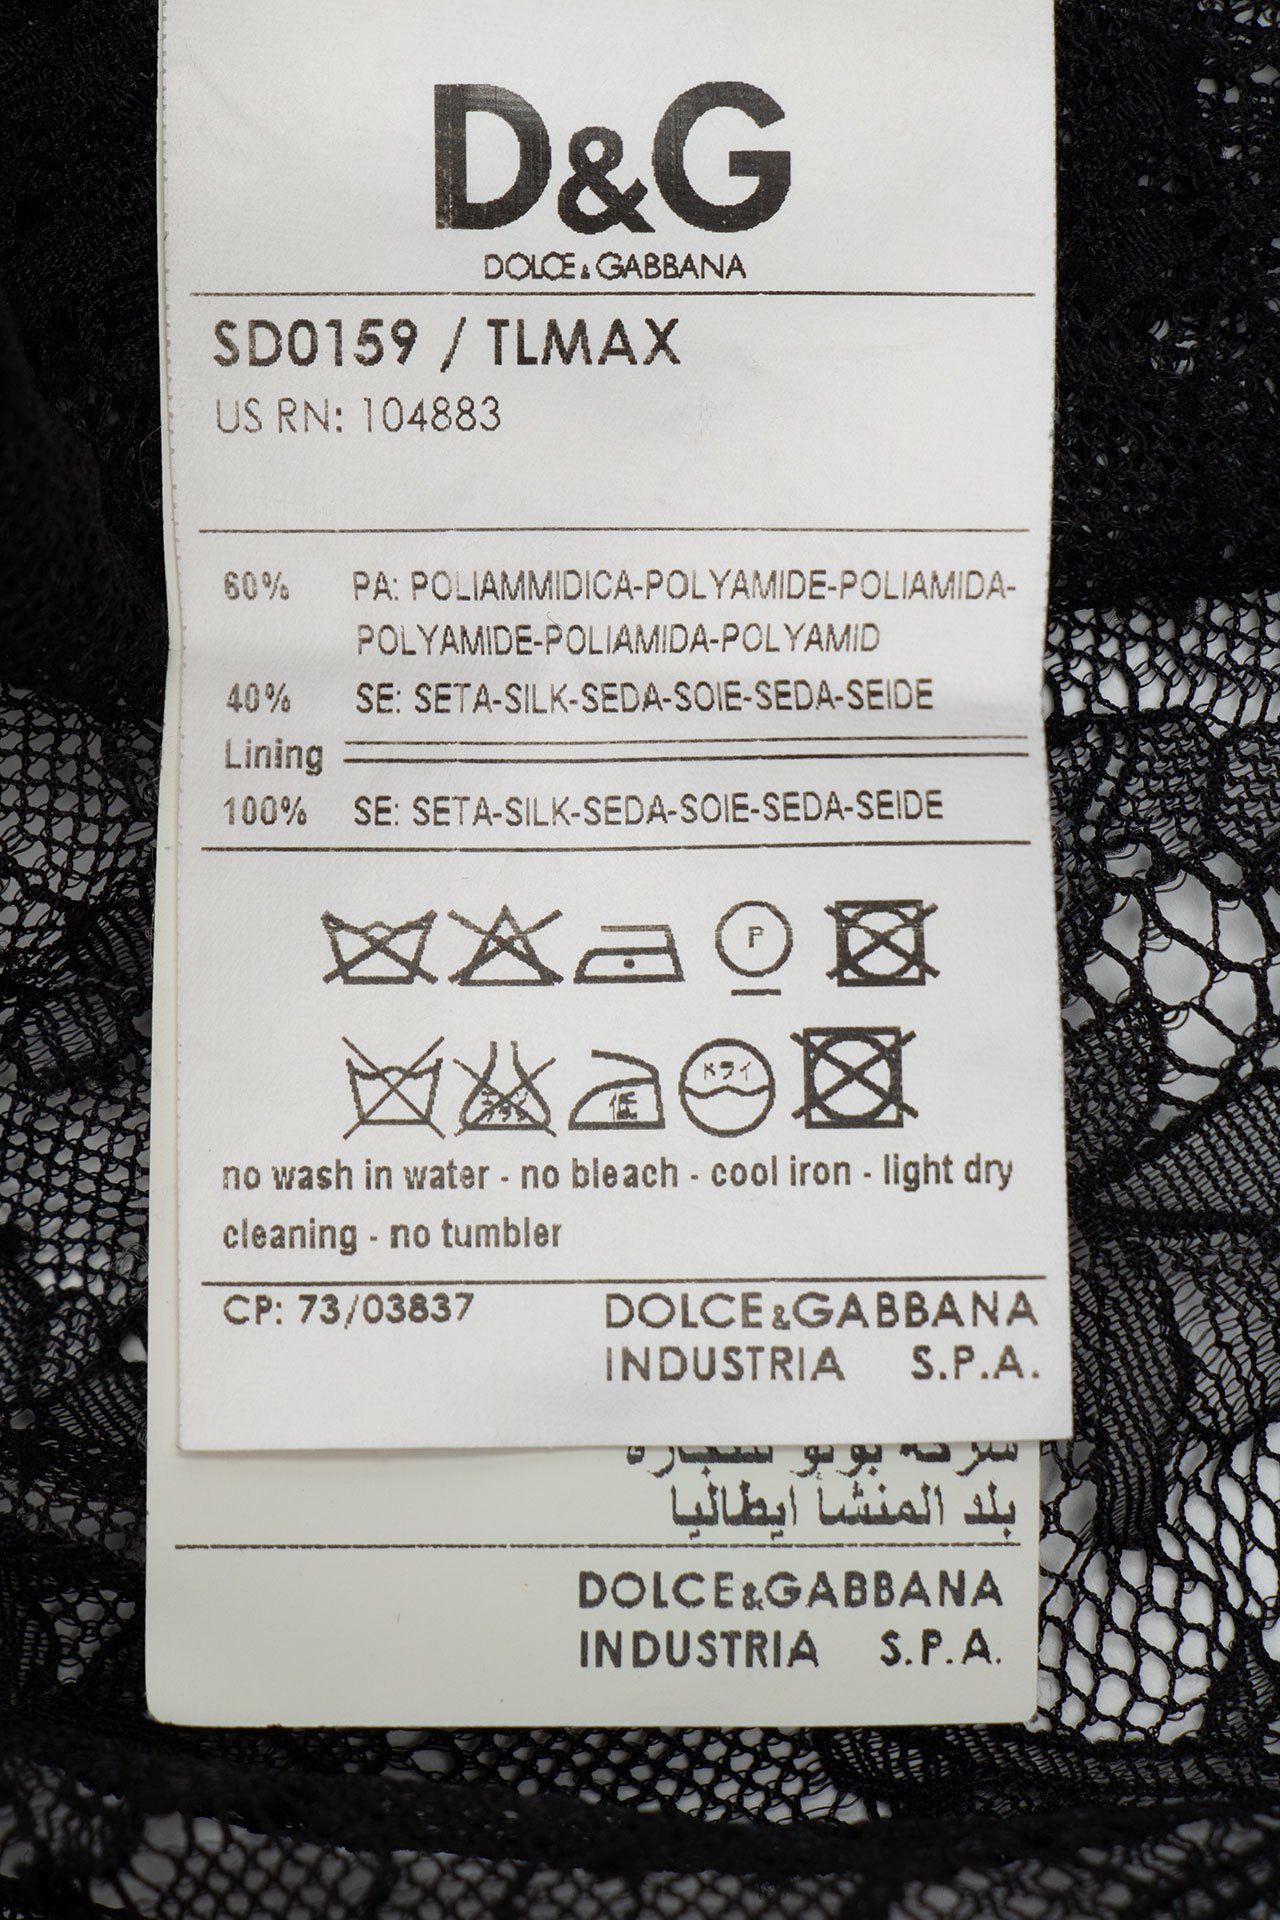 D&G
DOLCE & GABBANA
SD0159 / TLMAX
US RN: 104883
60% PA: POLIAMMIDICA-POLYAMIDE-POLIAMIDA-
POLYAMIDE-POLIAMIDA-POLYAMID
40% SE: SETA-SILK-SEDA-SOIE-SEDA-SEIDE
Lining
100% SE: SETA-SILK-SEDA-SOIE-SEDA-SEIDE
P
ドライ
no wash in water - no bleach - cool iron - light dry
cleaning - no tumbler
CP: 73/03837 DOLCE&GABBANA
INDUSTRIA S.P.A.
بلد المنشأ ايطاليا
DOLCE&GABBANA
INDUSTRIA S.P.A.